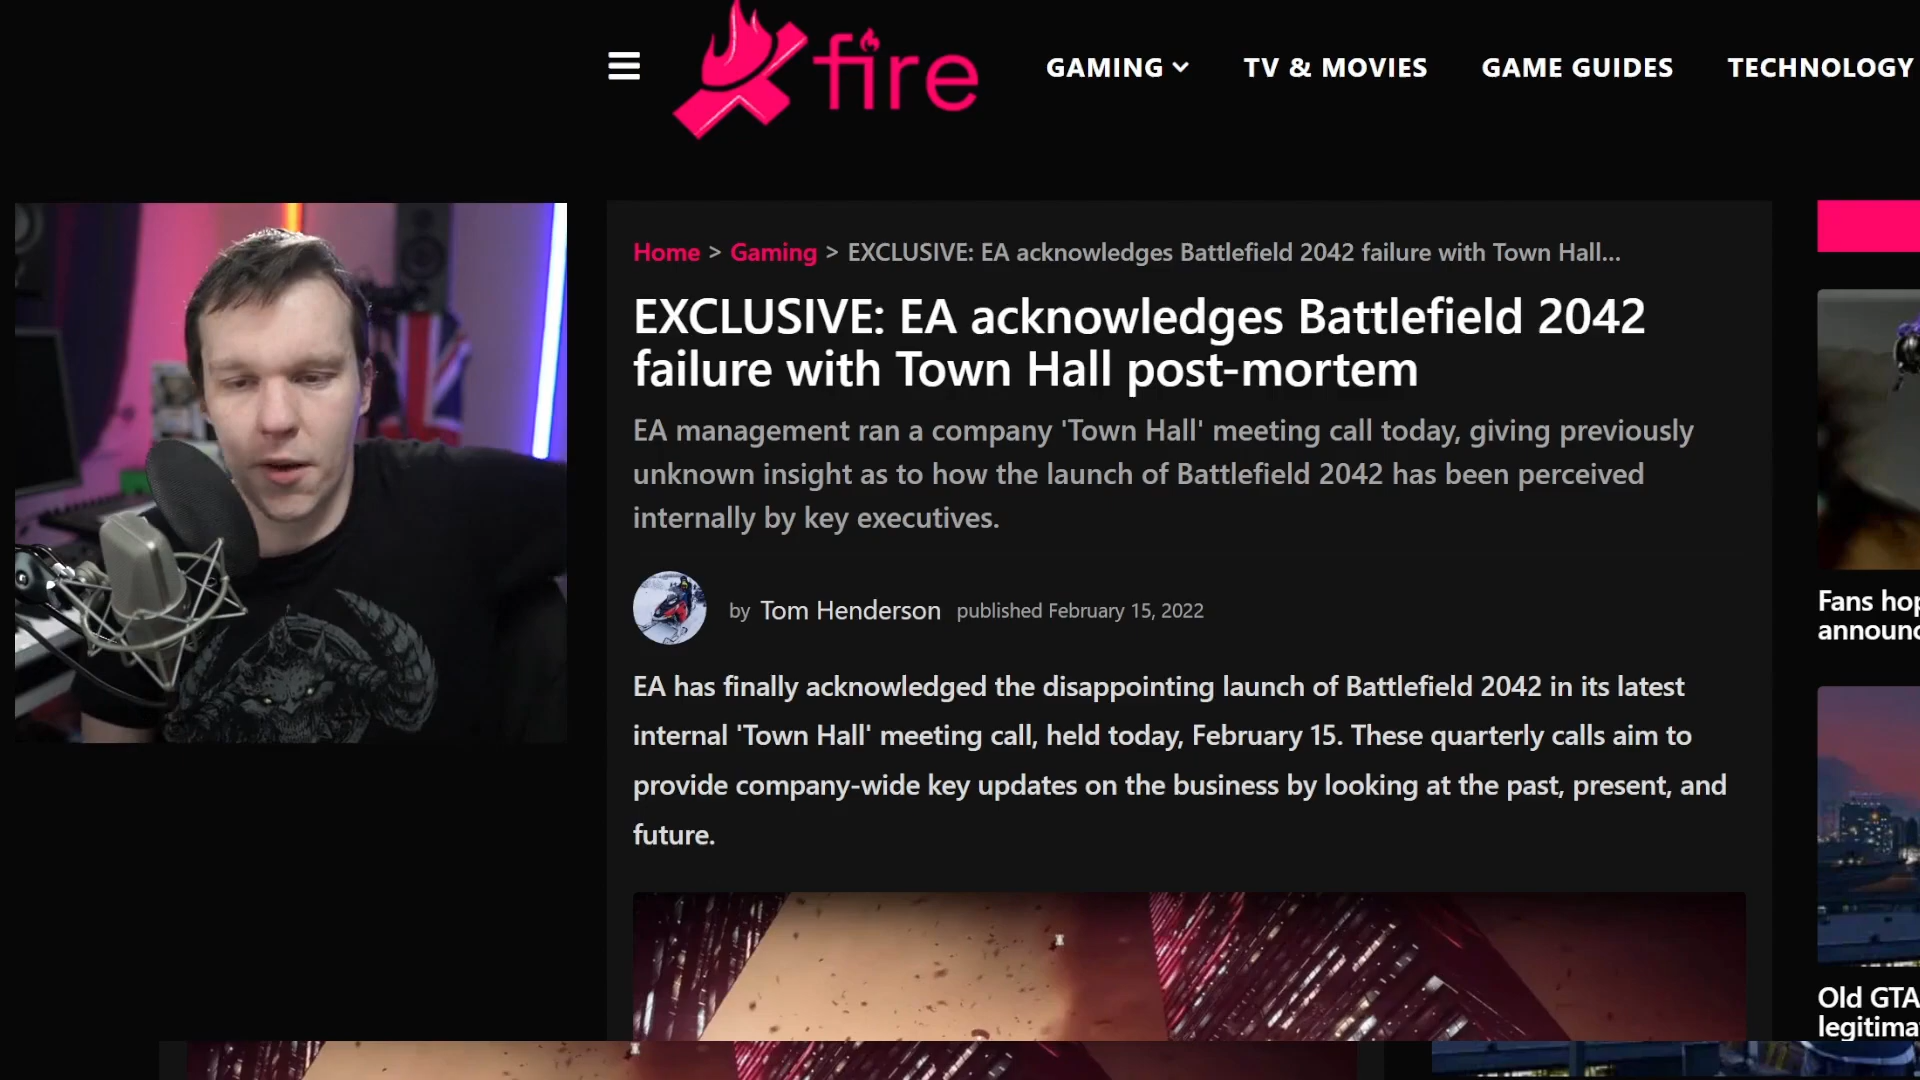 fire
GAMING
TV & MOVIES
GAME GUIDES
TECHNOLOGY
Home > Gaming > EXCLUSIVE: EA acknowledges Battlefield 2042 failure with Town Hall...
EXCLUSIVE: EA acknowledges Battlefield 2042
failure with Town Hall post-mortem
EA management ran a company 'Town Hall' meeting call today, giving previously
unknown insight as to how the launch of Battlefield 2042 has been perceived
internally by key executives.
by Tom Henderson published February 15, 2022
EA has finally acknowledged the disappointing launch of Battlefield 2042 in its latest
internal 'Town Hall' meeting call, held today, February 15. These quarterly calls aim to
provide company-wide key updates on the business by looking at the past, present, and
future.
Fans
Old GTA